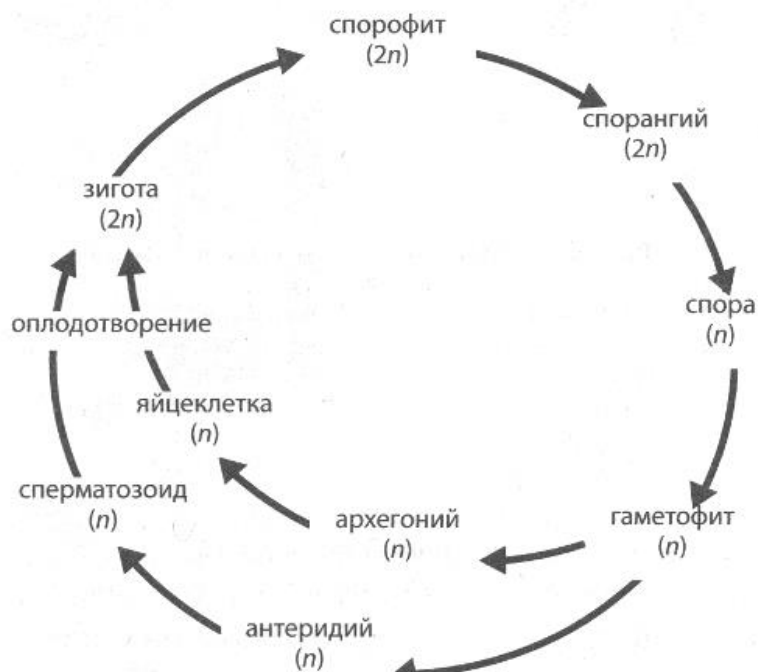 спорофит
(2n)
спорангий
(2n)
зигота
(2n)
спора
(n)
оплодотворение
яйцеклетка
(n)
сперматозоид
(n)
архегоний
(n)
гаметофит
(n)
антеридий
(n)